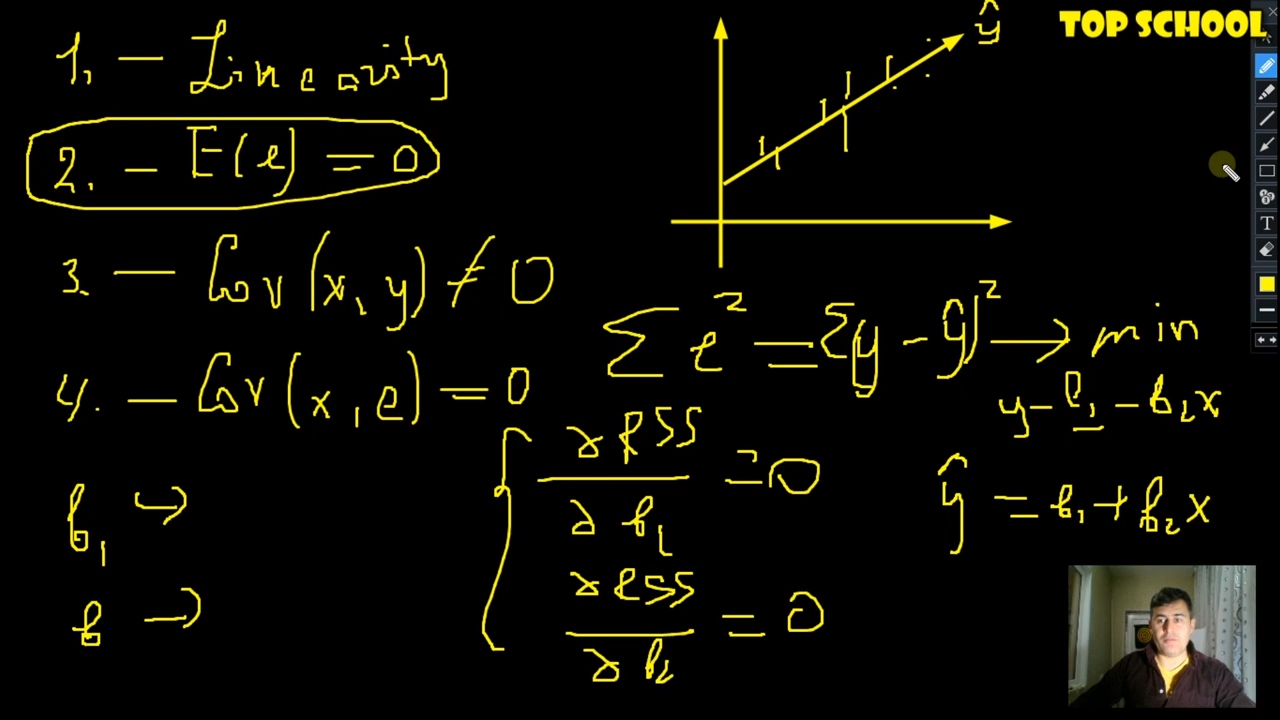 TOP SCHOOL
1. — Linearity
2. — E(e) = 0
3. — Cov(x, y) ≠ 0
4. — Cov(x, e) = 0
b₁ →
b →
ŷ
∑ e² = ∑(y - ŷ)² → min
y - b₁ - b₂x
ŷ = b₁ + b₂x
∂RSS / ∂b₁ = 0
∂RSS / ∂b₂ = 0
T